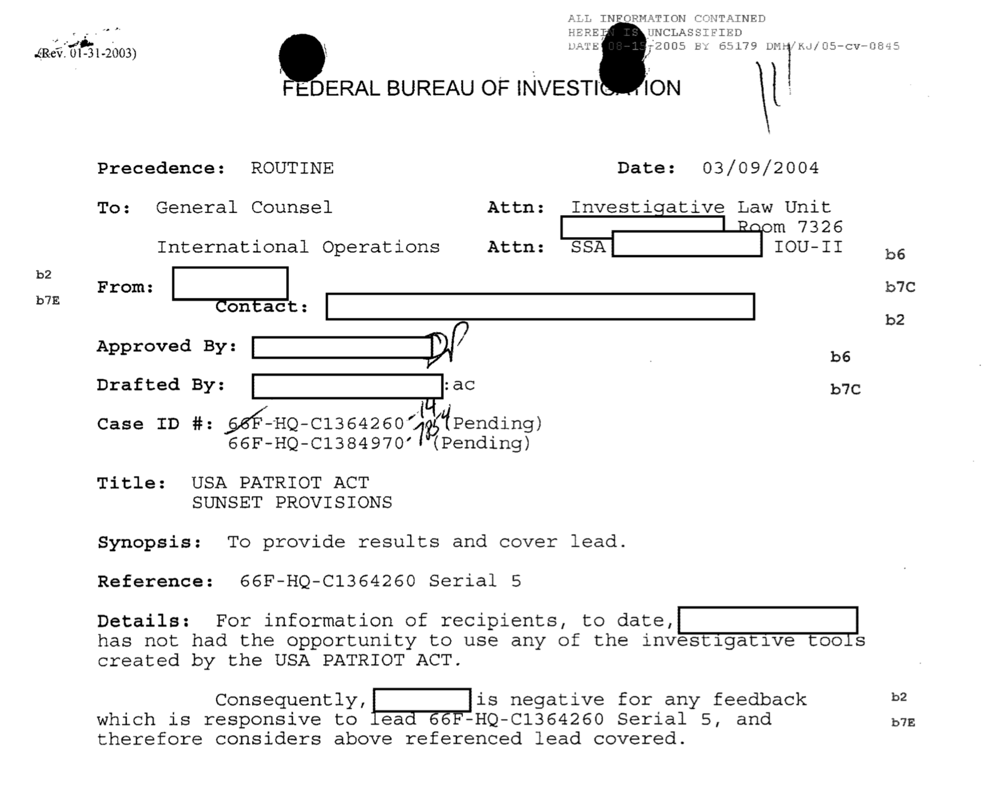 ALL INFORMATION CONTAINED
HEREIN IS UNCLASSIFIED
DATE 08-15-2005 BY 65179 DMH/KJ/05-cv-0845
(Rev. 01-31-2003)
FEDERAL BUREAU OF INVESTIGATION
Precedence: ROUTINE Date: 03/09/2004
To: General Counsel Attn: Investigative Law Unit
Room 7326
International Operations Attn: SSA IOU-II
b6
b2
From: b7C
b7E
Contact:
b2
Approved By: DP
b6
Drafted By: :ac
b7C
Case ID #: 66F-HQ-C1364260-14 (Pending)
66F-HQ-C1384970- (Pending)
Title: USA PATRIOT ACT
SUNSET PROVISIONS
Synopsis: To provide results and cover lead.
Reference: 66F-HQ-C1364260 Serial 5
Details: For information of recipients, to date,
has not had the opportunity to use any of the investigative tools
created by the USA PATRIOT ACT.
Consequently, is negative for any feedback b2
which is responsive to lead 66F-HQ-C1364260 Serial 5, and b7E
therefore considers above referenced lead covered.